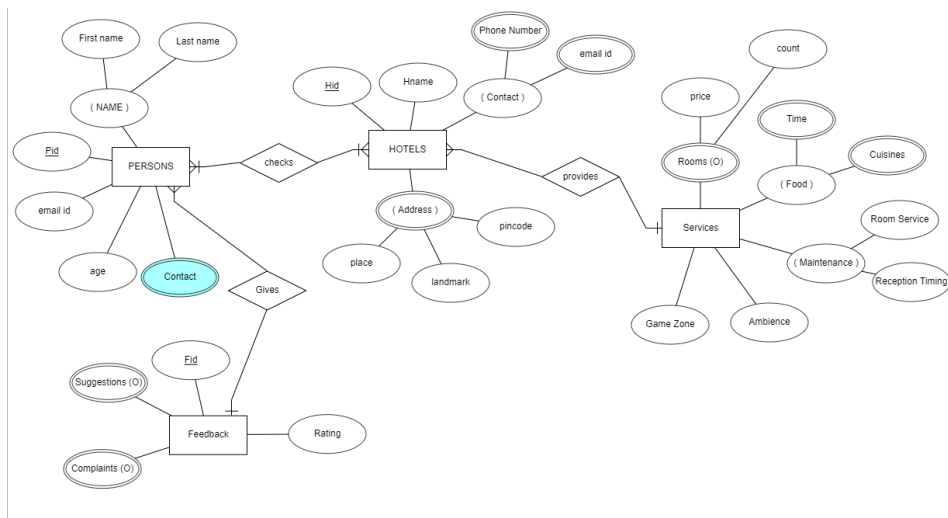 First name
Last name
( NAME )
Pid
PERSONS
email id
age
Contact
checks
Hid
Hname
Phone Number
email id
( Contact )
HOTELS
( Address )
place
landmark
pincode
provides
count
price
Rooms (O)
Time
Cuisines
( Food )
Services
Room Service
( Maintenance )
Reception Timing
Game Zone
Ambience
Gives
Fid
Suggestions (O)
Feedback
Rating
Complaints (O)